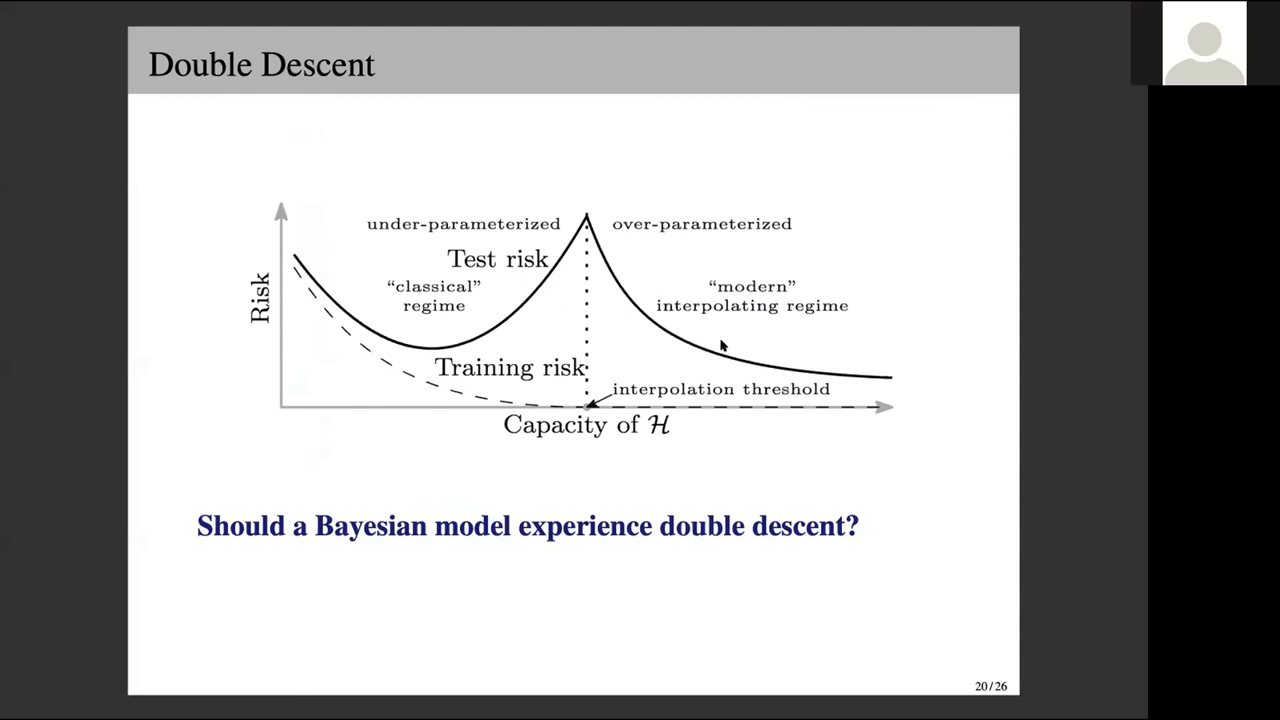 Double Descent
under-parameterized
over-parameterized
Test risk
“classical”
regime
“modern”
interpolating regime
Risk
Training risk
interpolation threshold
Capacity of ℋ
Should a Bayesian model experience double descent?
20 / 26